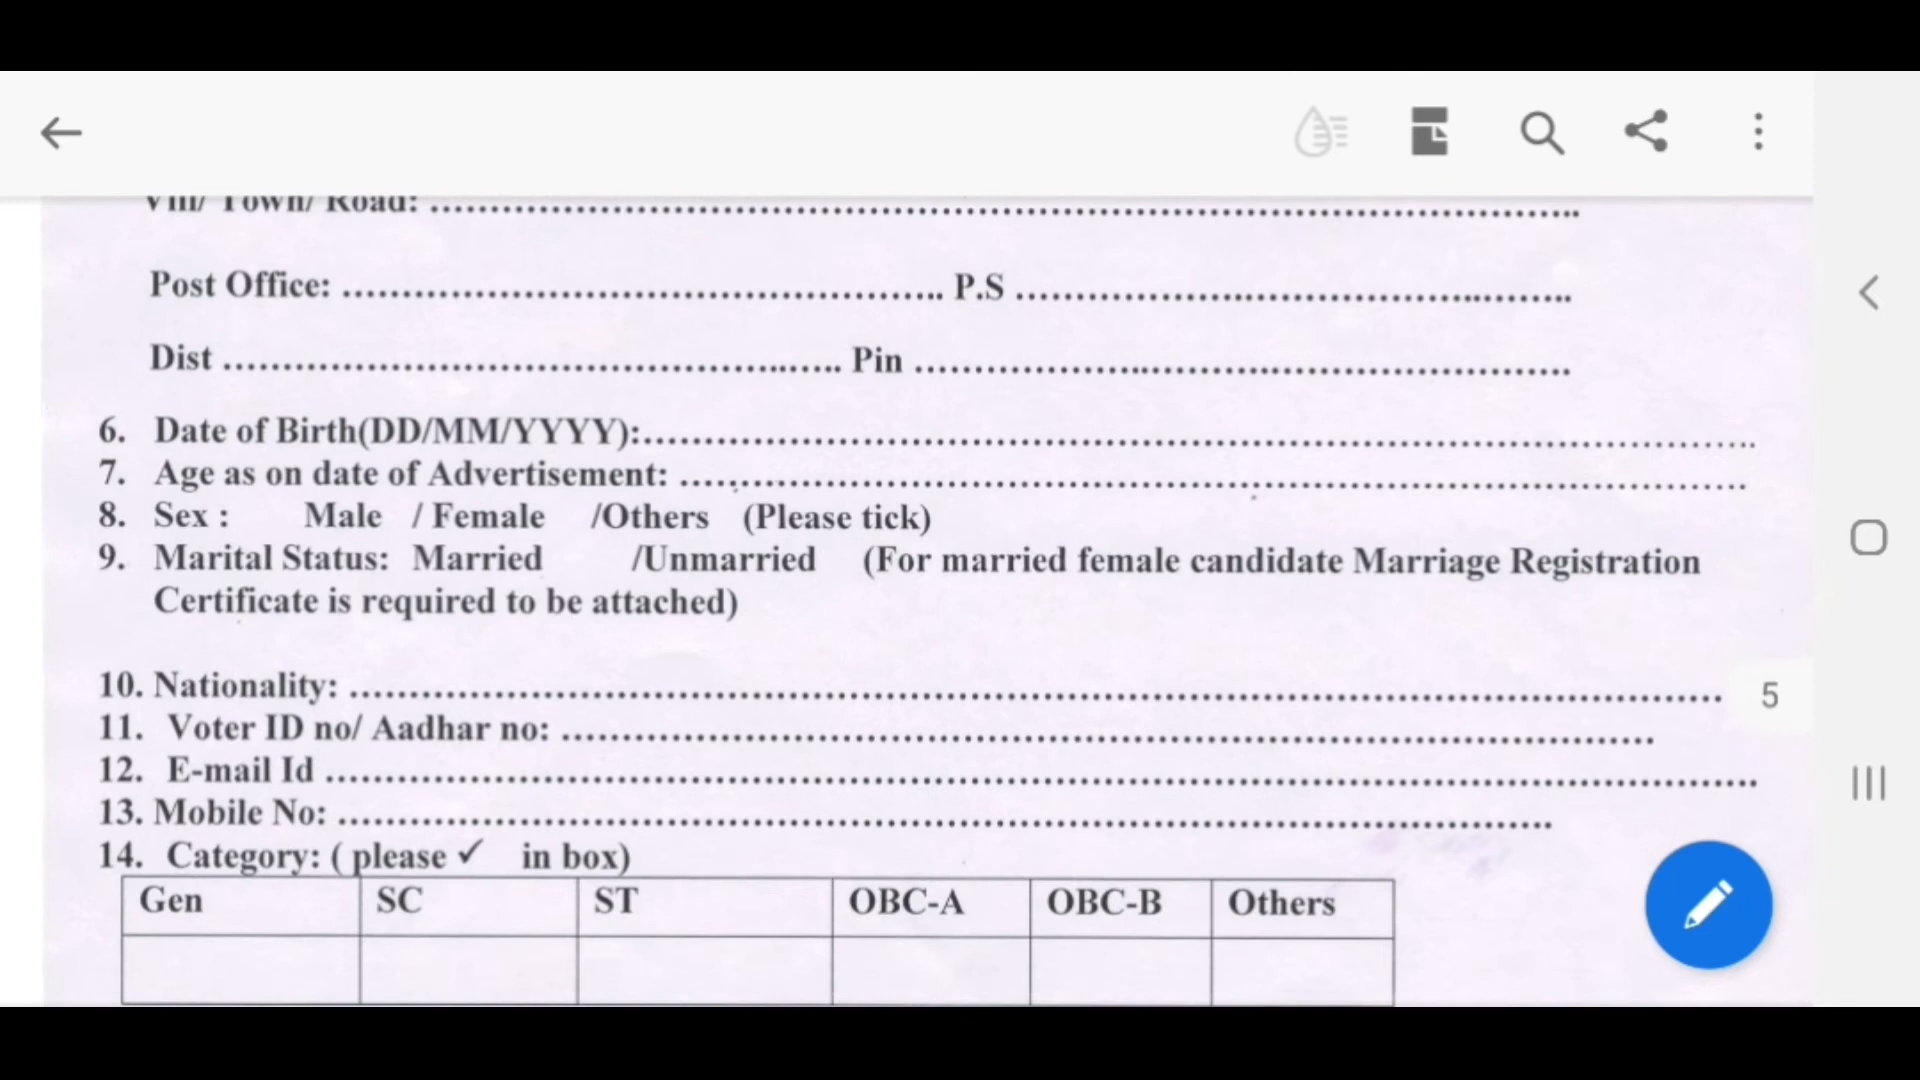 Vill/ Town/ Road: ..........................................................................................
Post Office: .................................................. P.S ..............................................
Dist .................................................. Pin ......................................................
6. Date of Birth(DD/MM/YYYY):..........................................................................................
7. Age as on date of Advertisement: ..........................................................................................
8. Sex : Male / Female /Others (Please tick)
9. Marital Status: Married /Unmarried (For married female candidate Marriage Registration
Certificate is required to be attached)
10. Nationality: ..........................................................................................
5
11. Voter ID no/ Aadhar no: ..........................................................................................
12. E-mail Id ..........................................................................................
13. Mobile No: ..........................................................................................
14. Category: ( please ✓ in box)
Gen SC ST OBC-A OBC-B Others